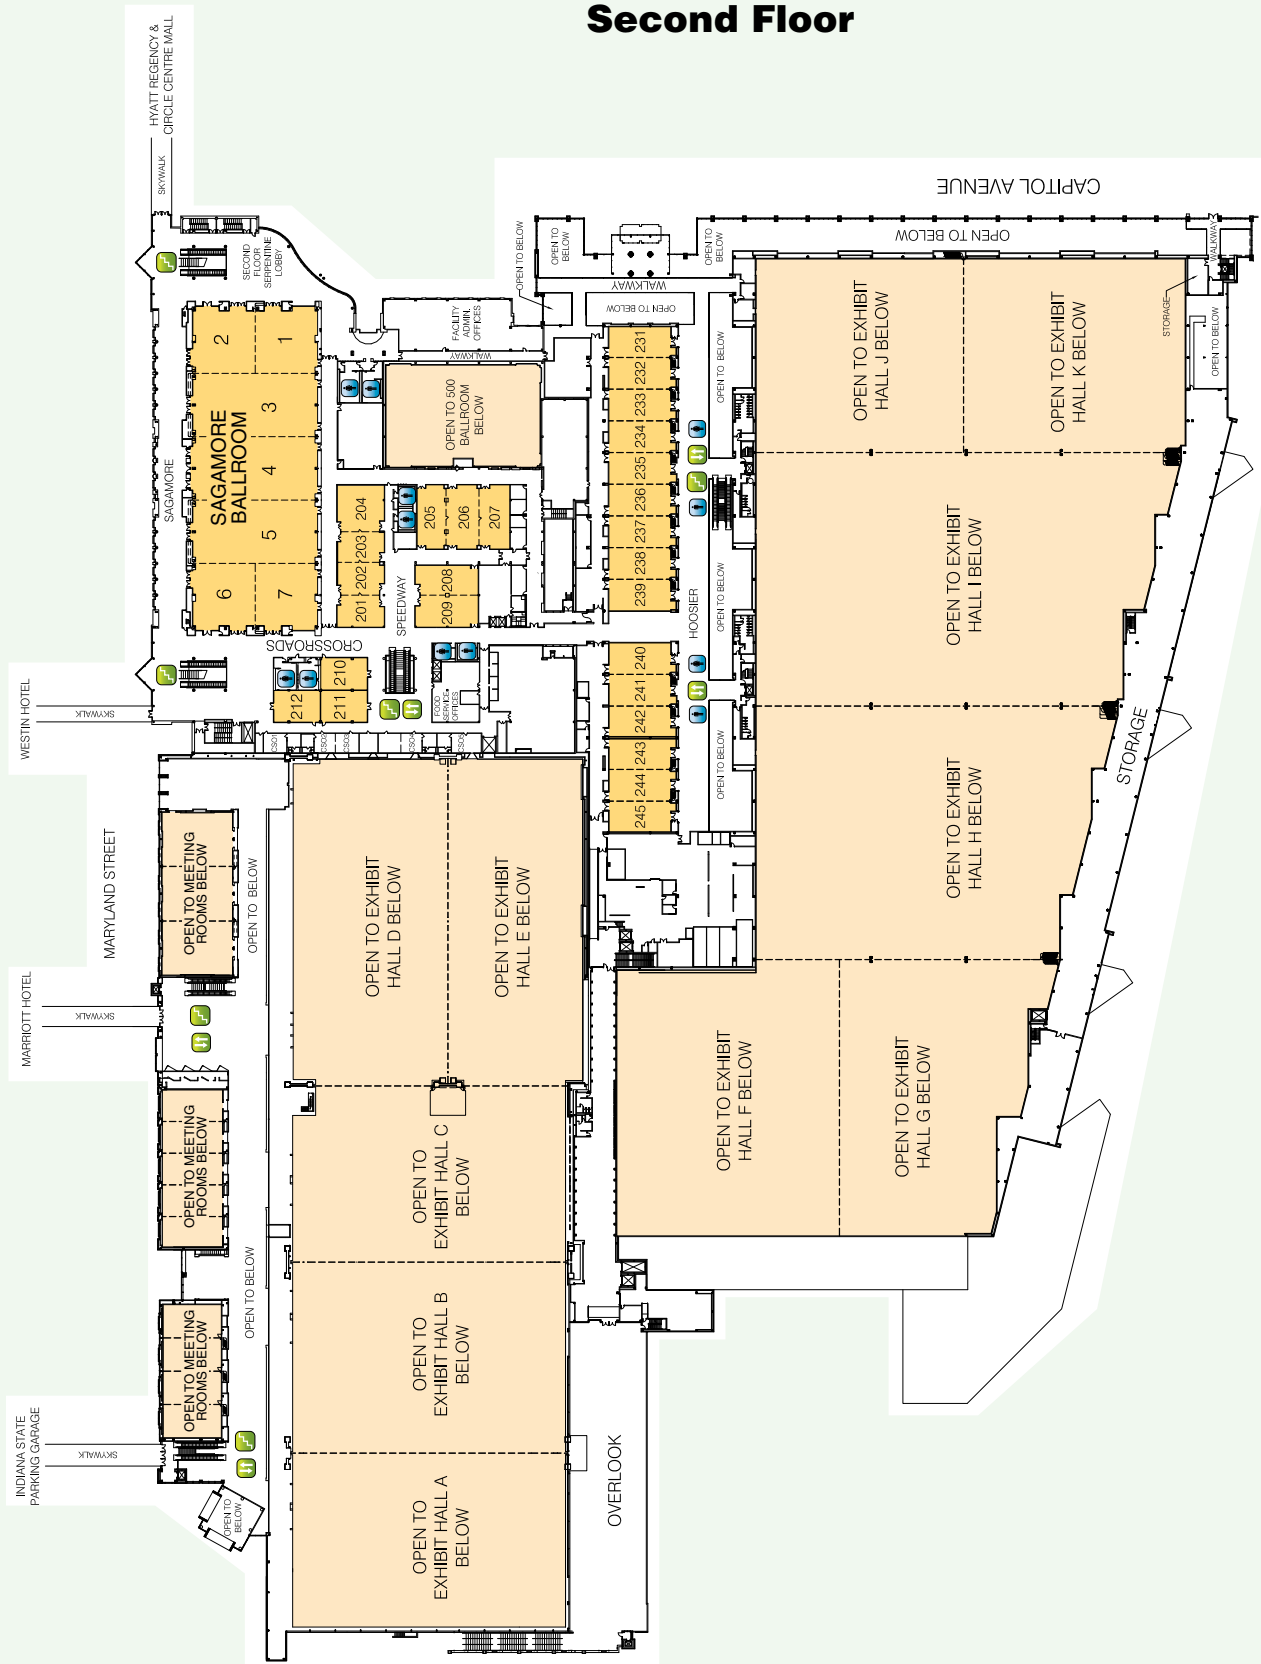 Second Floor
HYATT REGENCY &
CIRCLE CENTRE MALL
SKYWALK
CAPITOL AVENUE
SECOND
FLOOR
SERPENTINE
LOBBY
SAGAMORE
SAGAMORE
BALLROOM
1
2
3
4
5
6
7
OPEN TO BELOW
OPEN TO
BELOW
OPEN TO
BELOW
OPEN TO BELOW
WALKWAY
WALKWAY
STORAGE
OPEN TO BELOW
FACILITY
ADMIN.
OFFICES
WALKWAY
OPEN TO BELOW
OPEN TO 500
BALLROOM
BELOW
204
203
202
201
205
206
207
208
209
SPEEDWAY
CROSSROADS
210
211
212
FOOD
SERVICE
OFFICES
CSO1
CSO2
CSO3
CSO4
CSO5
231
232
233
234
235
236
237
238
239
240
241
242
243
244
245
HOOSIER
OPEN TO BELOW
OPEN TO BELOW
OPEN TO BELOW
OPEN TO EXHIBIT
HALL J BELOW
OPEN TO EXHIBIT
HALL K BELOW
OPEN TO EXHIBIT
HALL I BELOW
OPEN TO EXHIBIT
HALL H BELOW
OPEN TO EXHIBIT
HALL F BELOW
OPEN TO EXHIBIT
HALL G BELOW
STORAGE
WESTIN HOTEL
SKYWALK
MARYLAND STREET
OPEN TO MEETING
ROOMS BELOW
OPEN TO BELOW
MARRIOTT HOTEL
SKYWALK
OPEN TO MEETING
ROOMS BELOW
OPEN TO BELOW
OPEN TO MEETING
ROOMS BELOW
INDIANA STATE
PARKING GARAGE
SKYWALK
OPEN TO
BELOW
OPEN TO EXHIBIT
HALL D BELOW
OPEN TO EXHIBIT
HALL E BELOW
OPEN TO
EXHIBIT HALL C
BELOW
OPEN TO
EXHIBIT HALL B
BELOW
OPEN TO
EXHIBIT HALL A
BELOW
OVERLOOK